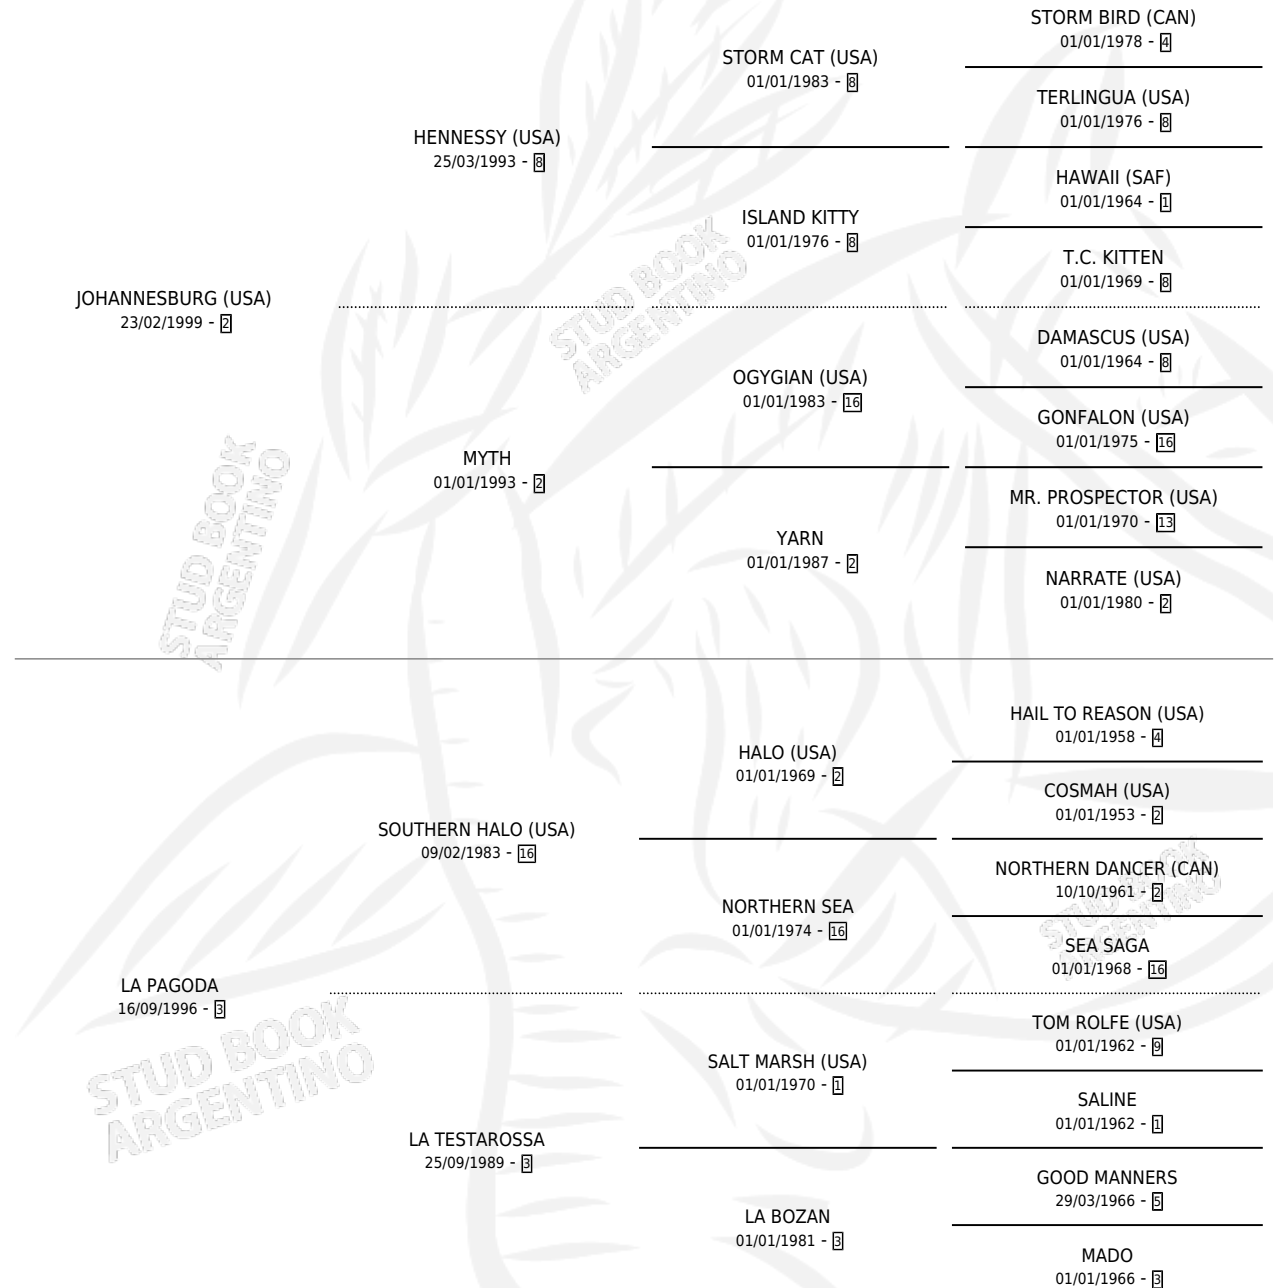 STORM BIRD (CAN)
01/01/1978 - 4
STORM CAT (USA)
01/01/1983 - 8
TERLINGUA (USA)
01/01/1976 - 8
HENNESSY (USA)
25/03/1993 - 8
HAWAII (SAF)
01/01/1964 - 1
ISLAND KITTY
01/01/1976 - 8
T.C. KITTEN
01/01/1969 - 8
JOHANNESBURG (USA)
23/02/1999 - 2
DAMASCUS (USA)
01/01/1964 - 8
OGYGIAN (USA)
01/01/1983 - 16
GONFALON (USA)
01/01/1975 - 16
MYTH
01/01/1993 - 2
MR. PROSPECTOR (USA)
01/01/1970 - 13
YARN
01/01/1987 - 2
NARRATE (USA)
01/01/1980 - 2
HAIL TO REASON (USA)
01/01/1958 - 4
HALO (USA)
01/01/1969 - 2
COSMAH (USA)
01/01/1953 - 2
SOUTHERN HALO (USA)
09/02/1983 - 16
NORTHERN DANCER (CAN)
10/10/1961 - 2
NORTHERN SEA
01/01/1974 - 16
SEA SAGA
01/01/1968 - 16
LA PAGODA
16/09/1996 - 3
TOM ROLFE (USA)
01/01/1962 - 9
SALT MARSH (USA)
01/01/1970 - 1
SALINE
01/01/1962 - 1
LA TESTAROSSA
25/09/1989 - 3
GOOD MANNERS
29/03/1966 - 5
LA BOZAN
01/01/1981 - 3
MADO
01/01/1966 - 3
STUD BOOK
ARGENTINO
STUD BOOK
ARGENTINO
STUD BOOK
ARGENTINO
STUD BOOK
ARGENTINO